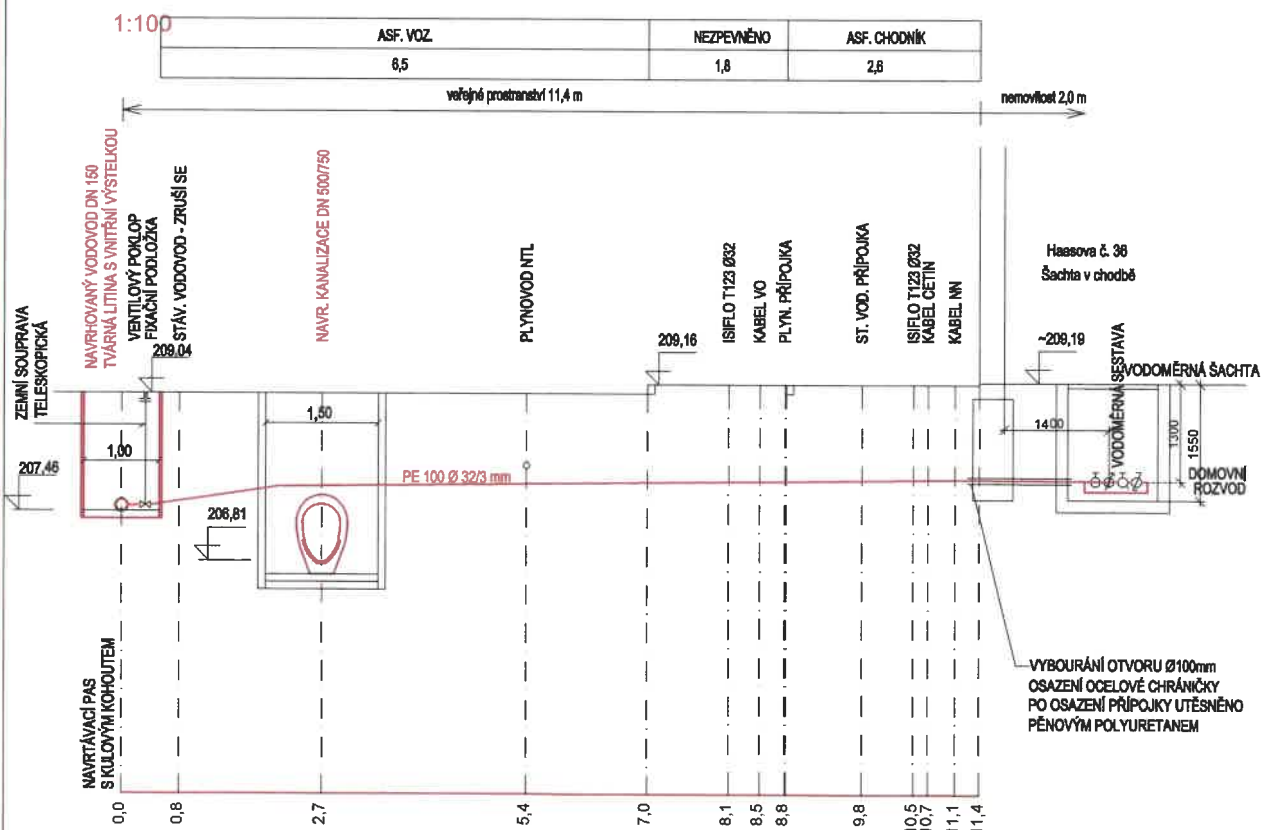 1:100
ASF. VOZ.
NEZPEVNĚNO
ASF. CHODNÍK
6,5
1,8
2,6
veřejné prostranství 11,4 m
nemovitost 2,0 m
ZEMNÍ SOUPRAVA
TELESKOPICKÁ
NAVRHOVANÝ VODOVOD DN 150
TVÁRNÁ LITINA S VNITŘNÍ VÝSTELKOU
VENTILOVÝ POKLOP
FIXAČNÍ PODLOŽKA
STÁV. VODOVOD - ZRUŠÍ SE
NAVR. KANALIZACE DN 500/750
PLYNOVOD NTL
ISIFLO T123 Ø32
KABEL VO
PLYN. PŘÍPOJKA
ST. VOD. PŘÍPOJKA
ISIFLO T123 Ø32
KABEL CETIN
KABEL NN
Haasova č. 36
Šachta v chodbě
209.04
209,16
~209,19
VODOMĚRNÁ ŠACHTA
VODOMĚRNÁ SESTAVA
1,00
1,50
1400
1300
1550
207,46
PE 100 Ø 32/3 mm
DOMOVNÍ
ROZVOD
206,81
VYBOURÁNÍ OTVORU Ø100mm
OSAZENÍ OCELOVÉ CHRÁNIČKY
PO OSAZENÍ PŘÍPOJKY UTĚSNĚNO
PĚNOVÝM POLYURETANEM
NAVRTÁVACÍ PAS
S KULOVÝM KOHOUTEM
0,0
0,8
2,7
5,4
7,0
8,1
8,5
8,8
9,8
10,5
10,7
11,1
11,4